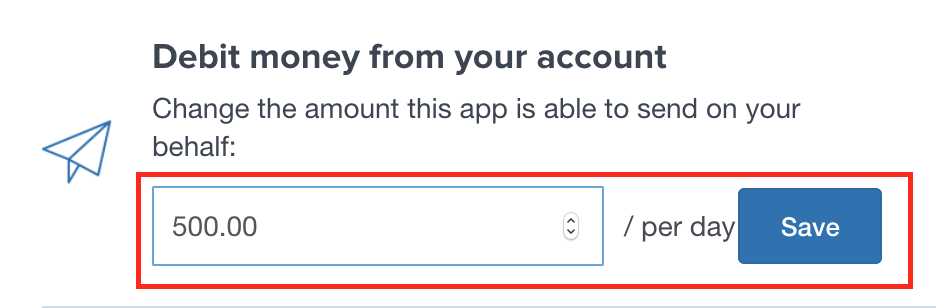 Debit money from your account
Change the amount this app is able to send on your
behalf:
500.00 / per day Save